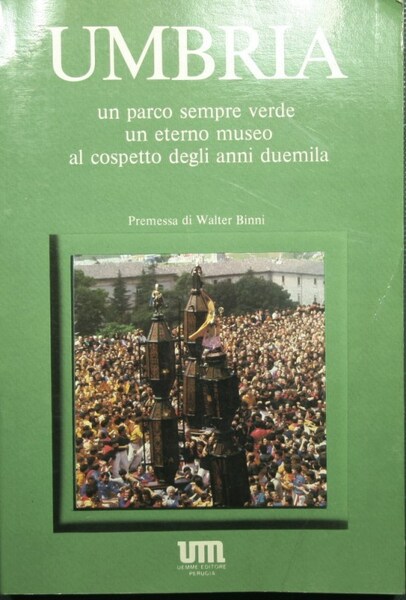 UMBRIA
un parco sempre verde
un eterno museo
al cospetto degli anni duemila
Premessa di Walter Binni
um
UEMME EDITORE
PERUGIA